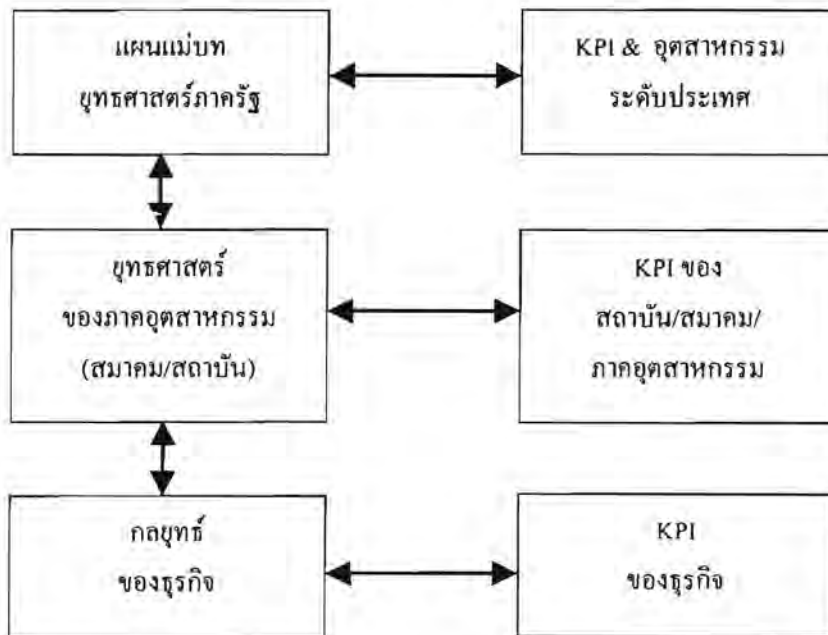 แผนแม่บท
ยุทธศาสตร์ภาครัฐ
KPI & อุตสาหกรรม
ระดับประเทศ
ยุทธศาสตร์
ของภาคอุตสาหกรรม
(สมาคม/สถาบัน)
KPI ของ
สถาบัน/สมาคม/
ภาคอุตสาหกรรม
กลยุทธ์
ของธุรกิจ
KPI
ของธุรกิจ